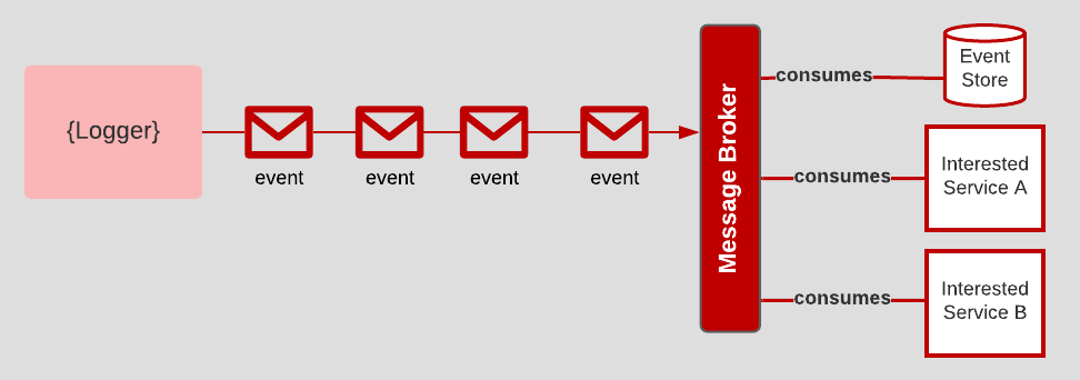 {Logger}
event
event
event
event
Message Broker
consumes
Event
Store
consumes
Interested
Service A
consumes
Interested
Service B